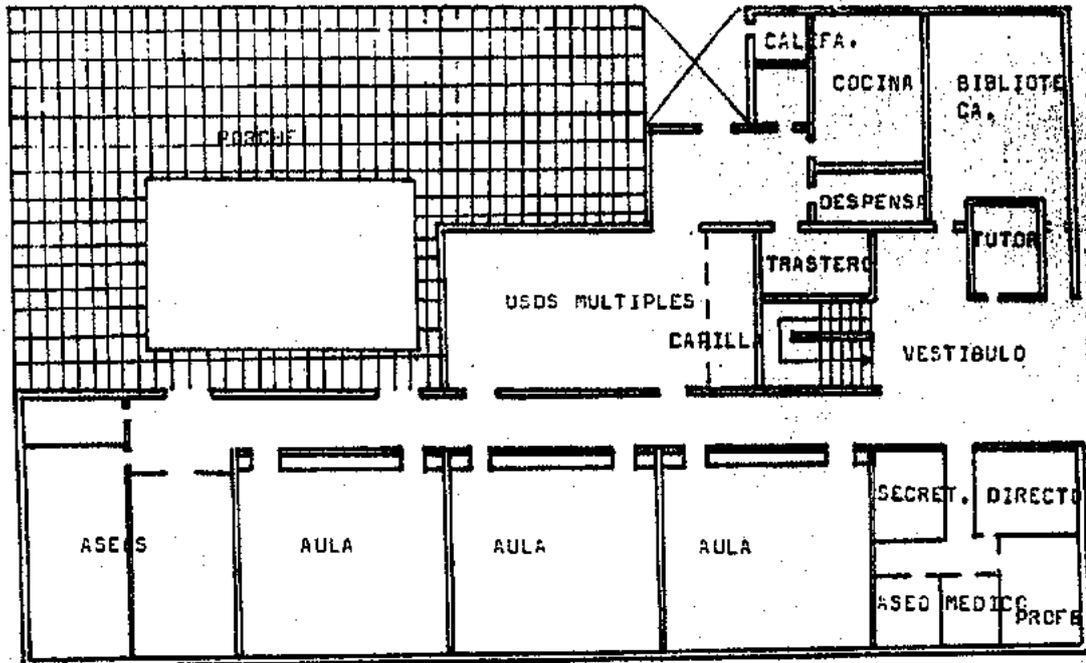 CALEFA.
COCINA
BIBLIOTE
CA.
PORCHE
DESPENSA
TUTOR
TRASTERO
USOS MULTIPLES
CAPILLA
VESTIBULO
SECRET.
DIRECTO
ASEOS
AULA
AULA
AULA
ASEO
MEDICO
PROFE